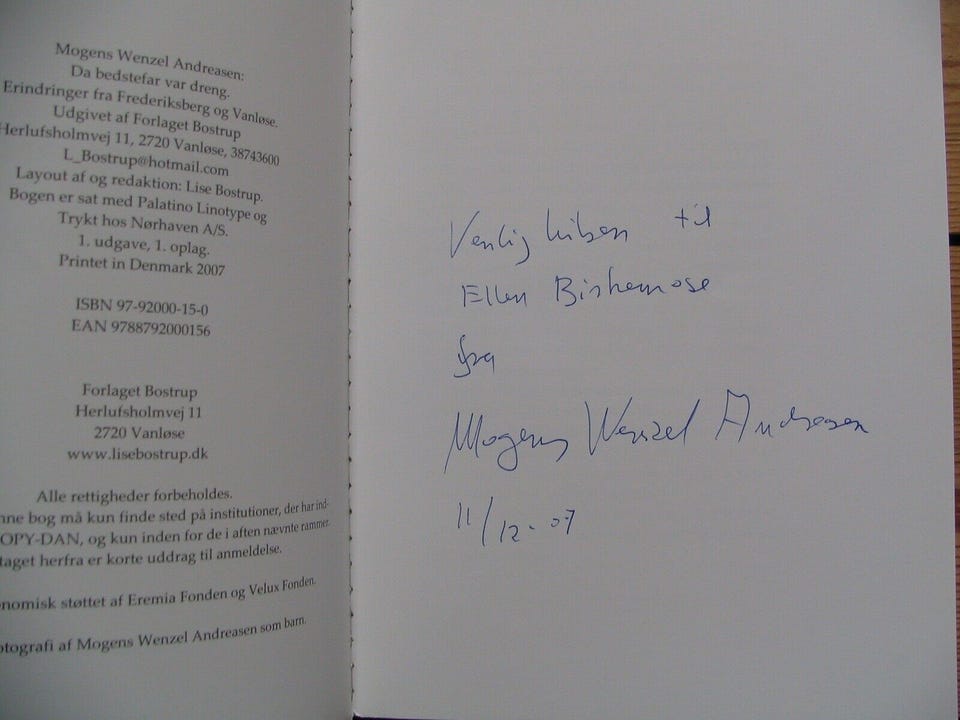 Mogens Wenzel Andreasen:
Da bedstefar var dreng.
Erindringer fra Frederiksberg og Vanløse.
Udgivet af Forlaget Bostrup
Herlufsholmvej 11, 2720 Vanløse, 38743600
L_Bostrup@hotmail.com
Layout af og redaktion: Lise Bostrup.
Bogen er sat med Palatino Linotype og
Trykt hos Nørhaven A/S.
1. udgave, 1. oplag.
Printet in Denmark 2007
ISBN 97-92000-15-0
EAN 9788792000156
Forlaget Bostrup
Herlufsholmvej 11
2720 Vanløse
www.lisebostrup.dk
Alle rettigheder forbeholdes.
nne bog må kun finde sted på institutioner, der har ind-
OPY-DAN, og kun inden for de i aften nævnte rammer.
taget herfra er korte uddrag til anmeldelse.
nomisk støttet af Eremia Fonden og Velux Fonden.
otografi af Mogens Wenzel Andreasen som barn.
Venlig hilsen til
Ellen Birkemose
fra
Mogens Wenzel Andreasen
11/12-07